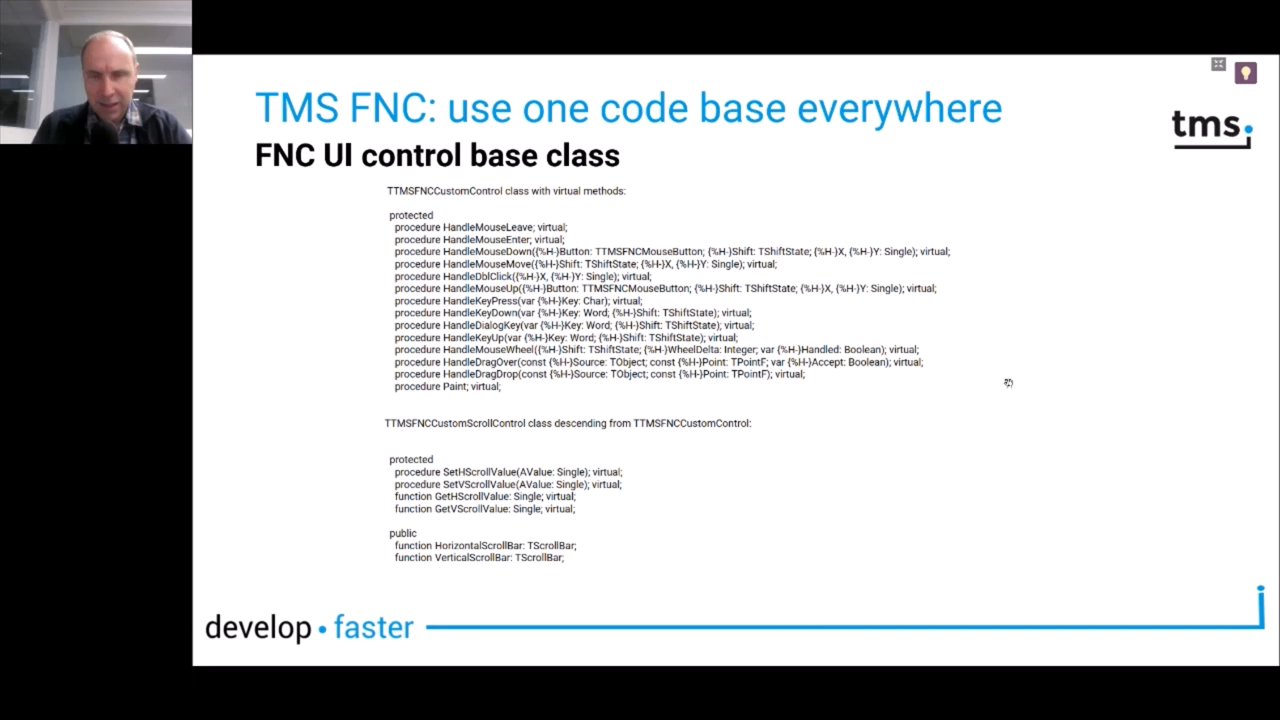 TMS FNC: use one code base everywhere
tms.
FNC UI control base class
TTMSFNCCustomControl class with virtual methods:
protected
procedure HandleMouseLeave; virtual;
procedure HandleMouseEnter; virtual;
procedure HandleMouseDown({%H-}Button: TTMSFNCMouseButton; {%H-}Shift: TShiftState; {%H-}X, {%H-}Y: Single); virtual;
procedure HandleMouseMove({%H-}Shift: TShiftState; {%H-}X, {%H-}Y: Single); virtual;
procedure HandleDblClick({%H-}X, {%H-}Y: Single); virtual;
procedure HandleMouseUp({%H-}Button: TTMSFNCMouseButton; {%H-}Shift: TShiftState; {%H-}X, {%H-}Y: Single); virtual;
procedure HandleKeyPress(var {%H-}Key: Char); virtual;
procedure HandleKeyDown(var {%H-}Key: Word; {%H-}Shift: TShiftState); virtual;
procedure HandleDialogKey(var {%H-}Key: Word; {%H-}Shift: TShiftState); virtual;
procedure HandleKeyUp(var {%H-}Key: Word; {%H-}Shift: TShiftState); virtual;
procedure HandleMouseWheel({%H-}Shift: TShiftState; {%H-}WheelDelta: Integer; var {%H-}Handled: Boolean); virtual;
procedure HandleDragOver(const {%H-}Source: TObject; const {%H-}Point: TPointF; var {%H-}Accept: Boolean); virtual;
procedure HandleDragDrop(const {%H-}Source: TObject; const {%H-}Point: TPointF); virtual;
procedure Paint; virtual;
TTMSFNCCustomScrollControl class descending from TTMSFNCCustomControl:
protected
procedure SetHScrollValue(AValue: Single); virtual;
procedure SetVScrollValue(AValue: Single); virtual;
function GetHScrollValue: Single; virtual;
function GetVScrollValue: Single; virtual;
public
function HorizontalScrollBar: TScrollBar;
function VerticalScrollBar: TScrollBar;
develop • faster